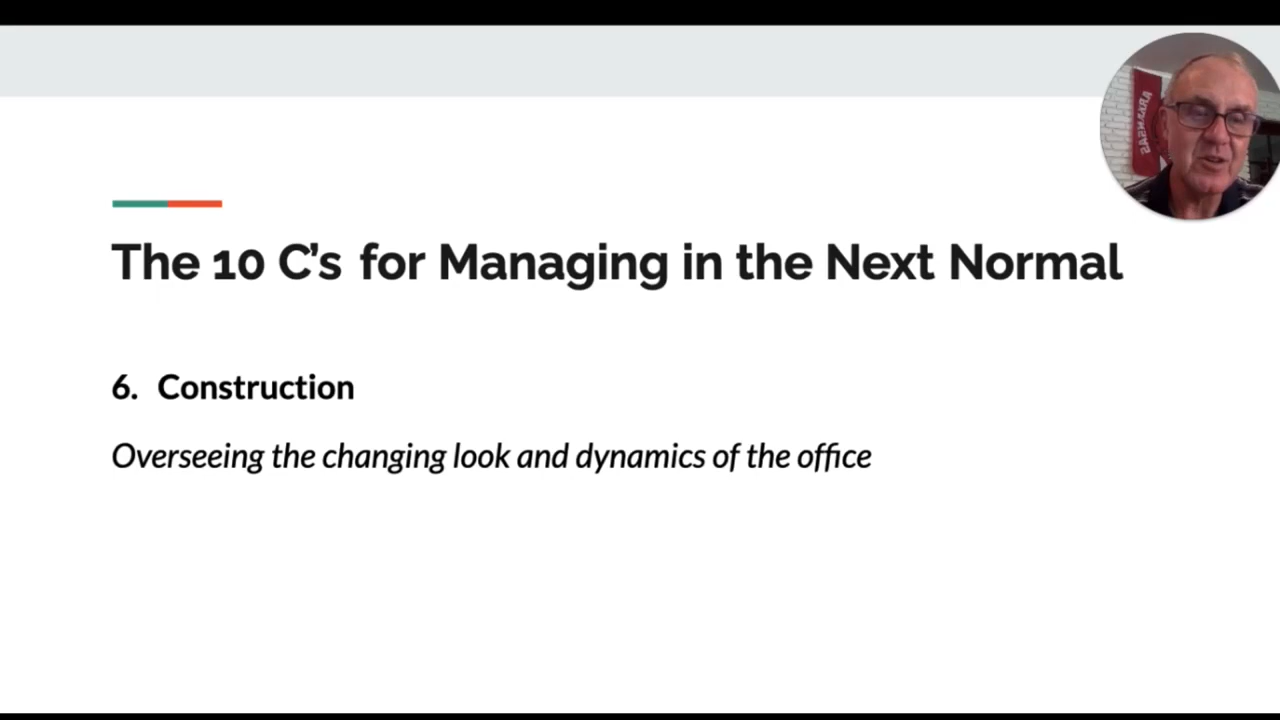 The 10 C's for Managing in the Next Normal
6. Construction
Overseeing the changing look and dynamics of the office
ARKANSAS